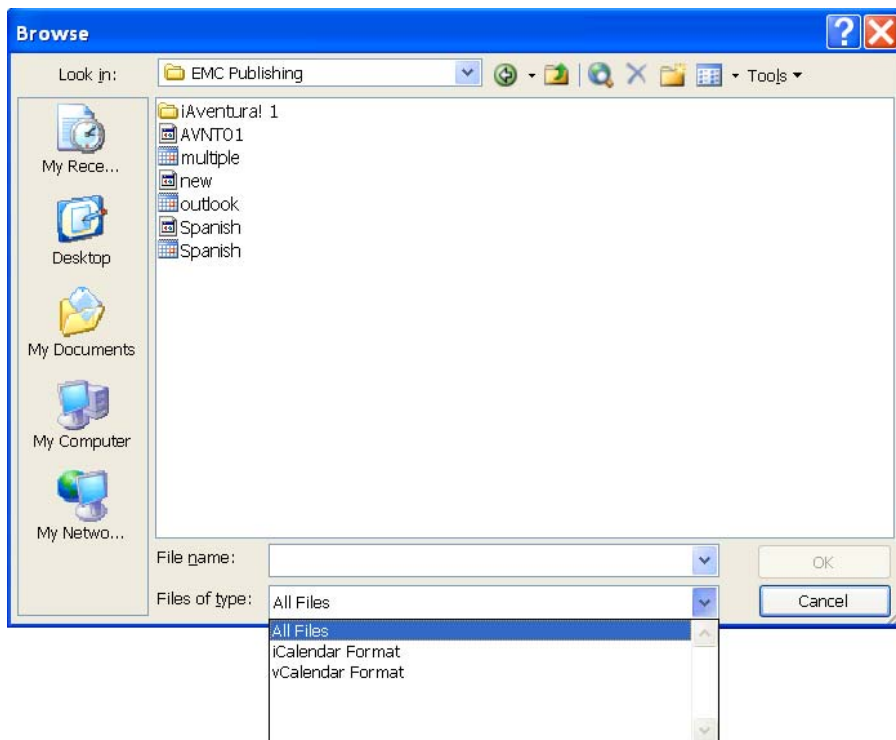 Browse
Look in: EMC Publishing Tools
iAventura! 1
AVNT01
multiple
new
outlook
Spanish
Spanish
My Rece...
Desktop
My Documents
My Computer
My Netwo...
File name: OK
Files of type: All Files Cancel
All Files
iCalendar Format
vCalendar Format